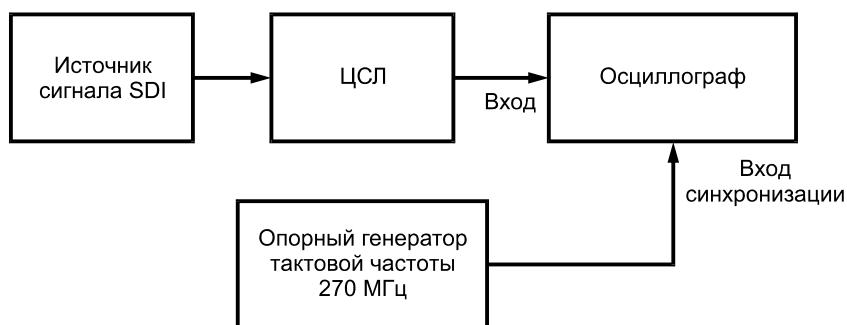 Источник
сигнала SDI
ЦСЛ
Вход
Осциллограф
Вход
синхронизации
Опорный генератор
тактовой частоты
270 МГц